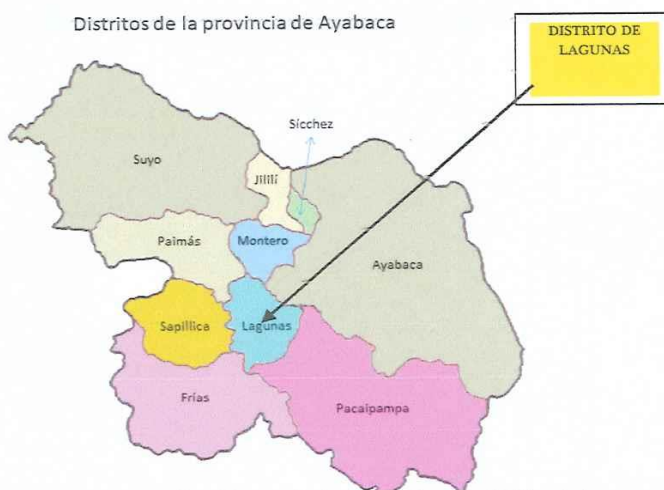 Distritos de la provincia de Ayabaca
DISTRITO DE
LAGUNAS
Sícchez
Suyo
Jililí
Paimás
Montero
Ayabaca
Sapillica
Lagunas
Frías
Pacaipampa